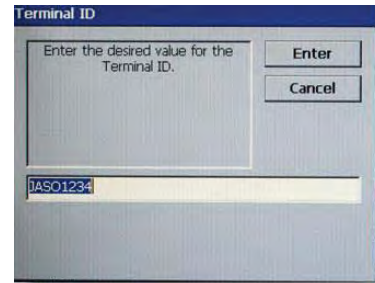 Terminal ID
Enter the desired value for the
Terminal ID.
Enter
Cancel
JASO1234